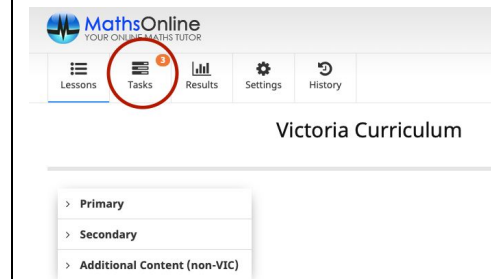 MathsOnline
YOUR ONLINE MATHS TUTOR
3
Lessons Tasks Results Settings History
Victoria Curriculum
> Primary
> Secondary
> Additional Content (non-VIC)